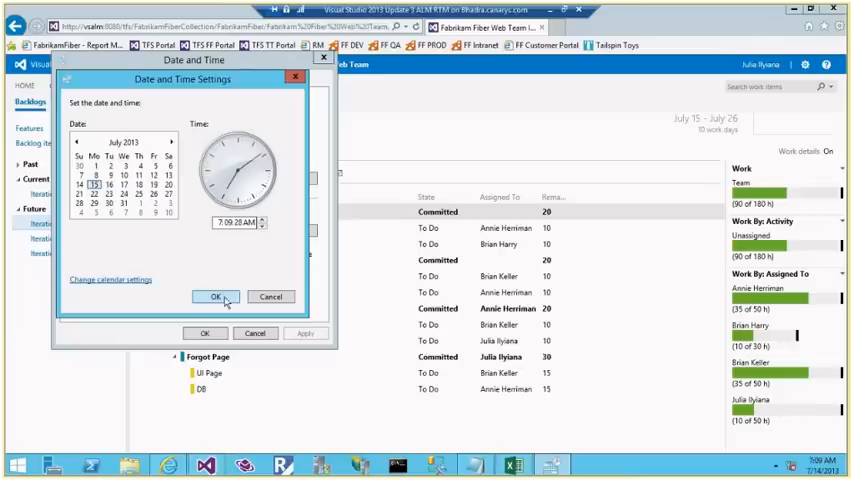 Visual Studio 2013 Update 3 ALM RTM on Bhadra.canarys.com
http://vsalm:8080/tfs/FabrikamFiberCollection/Fabrikam%20Fiber%20Web%20Team/
Fabrikam Fiber Web Team I...
FabrikamFiber - Report M...
TFS Portal
TFS FF Portal
TFS TT Portal
RM
FF DEV
FF QA
FF PROD
FF Intranet
FF Customer Portal
Tailspin Toys
Visual
Web Team
Julia Ilyiana
HOME
Backlogs
Features
Backlog ite
Past
Current
Iteratio
Future
Iteratio
Iteratio
Iteratio
Date and Time
Date and Time Settings
Set the date and time:
Date:
Time:
July 2013
Su Mo Tu We Th Fr Sa
30 1 2 3 4 5 6
7 8 9 10 11 12 13
14 15 16 17 18 19 20
21 22 23 24 25 26 27
28 29 30 31 1 2 3
4 5 6 7 8 9 10
7:09:28 AM
Change calendar settings
OK
Cancel
OK
Cancel
Apply
Search work items
July 15 - July 26
10 work days
Work details On
State Assigned To Rema...
Committed 20
To Do Annie Herriman 10
To Do Brian Harry 10
Committed 20
To Do Brian Keller 10
To Do Annie Herriman 10
Committed Annie Herriman 20
To Do Brian Keller 10
To Do Julia Ilyiana 10
Forgot Page Committed Julia Ilyiana 30
UI Page To Do Brian Keller 15
DB To Do Annie Herriman 15
Work
Team
(90 of 180 h)
Work By: Activity
Unassigned
(90 of 180 h)
Work By: Assigned To
Annie Herriman
(35 of 50 h)
Brian Harry
(10 of 30 h)
Brian Keller
(35 of 50 h)
Julia Ilyiana
(10 of 50 h)
7:09 AM
7/14/2013